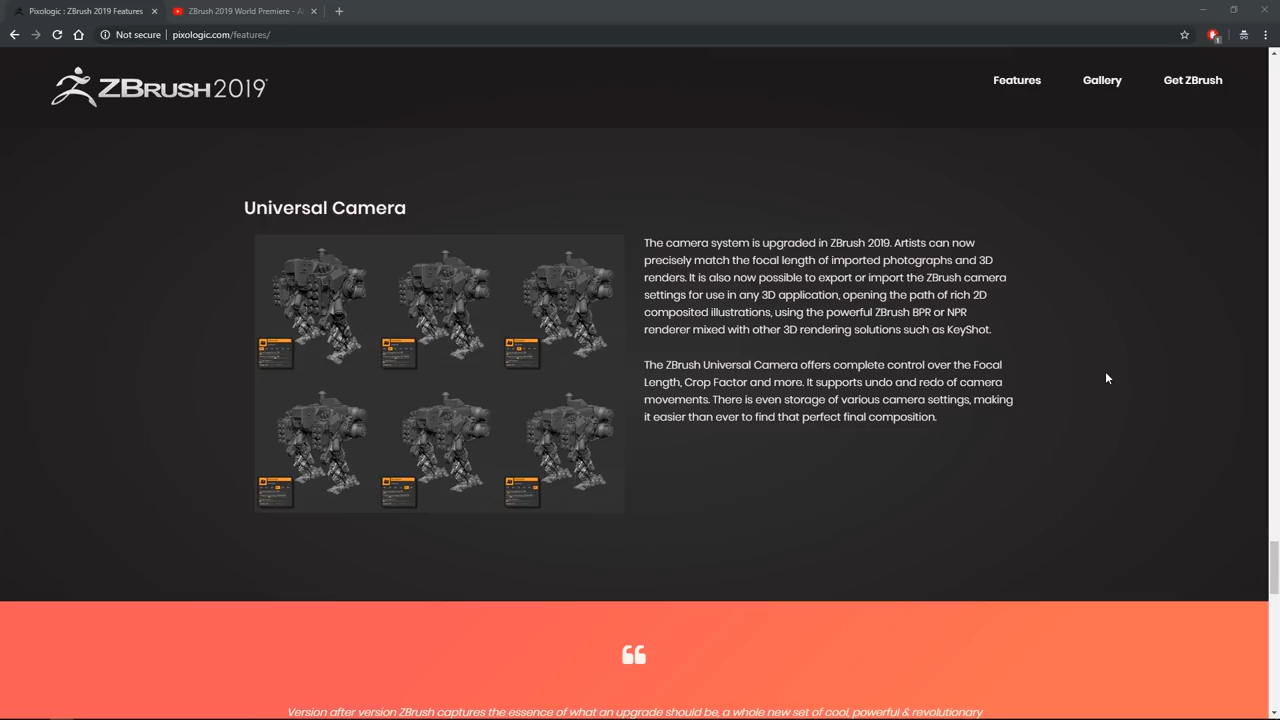 Pixologic : ZBrush 2019 Features
ZBrush 2019 World Premiere - A
Not secure | pixologic.com/features/
ZBRUSH 2019
Features
Gallery
Get ZBrush
Universal Camera
The camera system is upgraded in ZBrush 2019. Artists can now
precisely match the focal length of imported photographs and 3D
renders. It is also now possible to export or import the ZBrush camera
settings for use in any 3D application, opening the path of rich 2D
composited illustrations, using the powerful ZBrush BPR or NPR
renderer mixed with other 3D rendering solutions such as KeyShot.
The ZBrush Universal Camera offers complete control over the Focal
Length, Crop Factor and more. It supports undo and redo of camera
movements. There is even storage of various camera settings, making
it easier than ever to find that perfect final composition.
Version after version ZBrush captures the essence of what an upgrade should be, a whole new set of cool, powerful & revolutionary